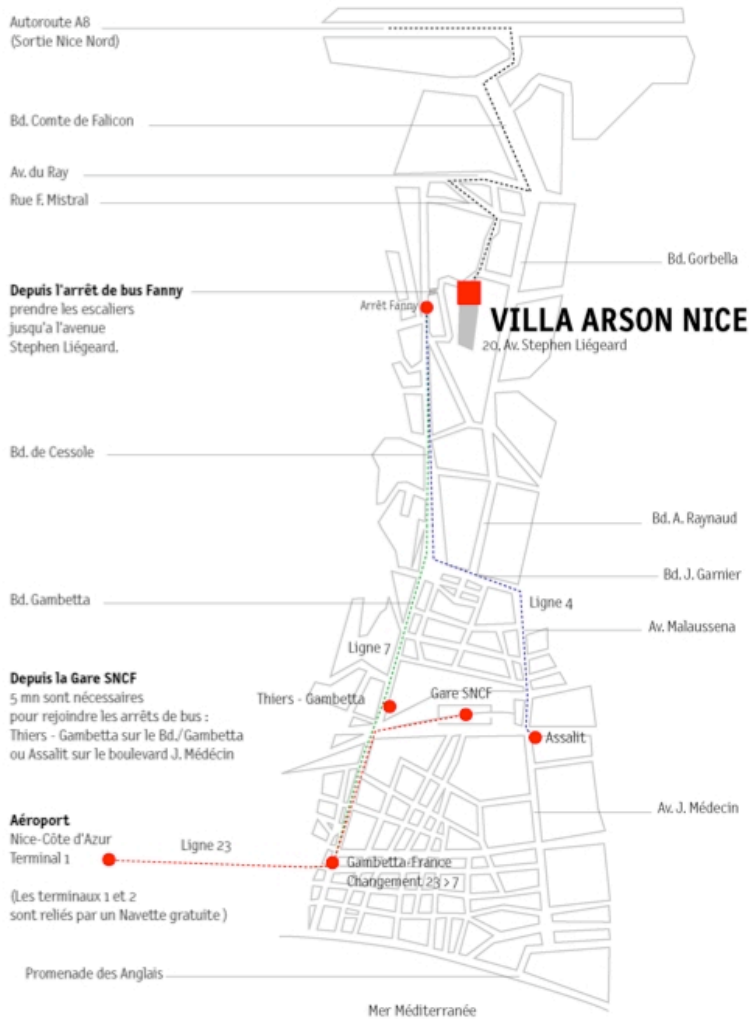 Autoroute A8
(Sortie Nice Nord)
Bd. Comte de Falicon
Av. du Ray
Rue F. Mistral
Bd. Gorbella
Depuis l'arrêt de bus Fanny
prendre les escaliers
jusqu'a l'avenue
Stephen Liégeard.
Arrêt Fanny
VILLA ARSON NICE
20, Av. Stephen Liégeard
Bd. de Cessole
Bd. A. Raynaud
Bd. J. Garnier
Bd. Gambetta
Ligne 4
Av. Malaussena
Ligne 7
Depuis la Gare SNCF
5 mn sont nécessaires
pour rejoindre les arrêts de bus :
Thiers - Gambetta sur le Bd./Gambetta
ou Assalit sur le boulevard J. Médécin
Thiers - Gambetta
Gare SNCF
Assalit
Av. J. Médecin
Aéroport
Nice-Côte d'Azur
Terminal 1
Ligne 23
Gambetta-France
Changement 23 > 7
(Les terminaux 1 et 2
sont reliés par un Navette gratuite )
Promenade des Anglais
Mer Méditerranée